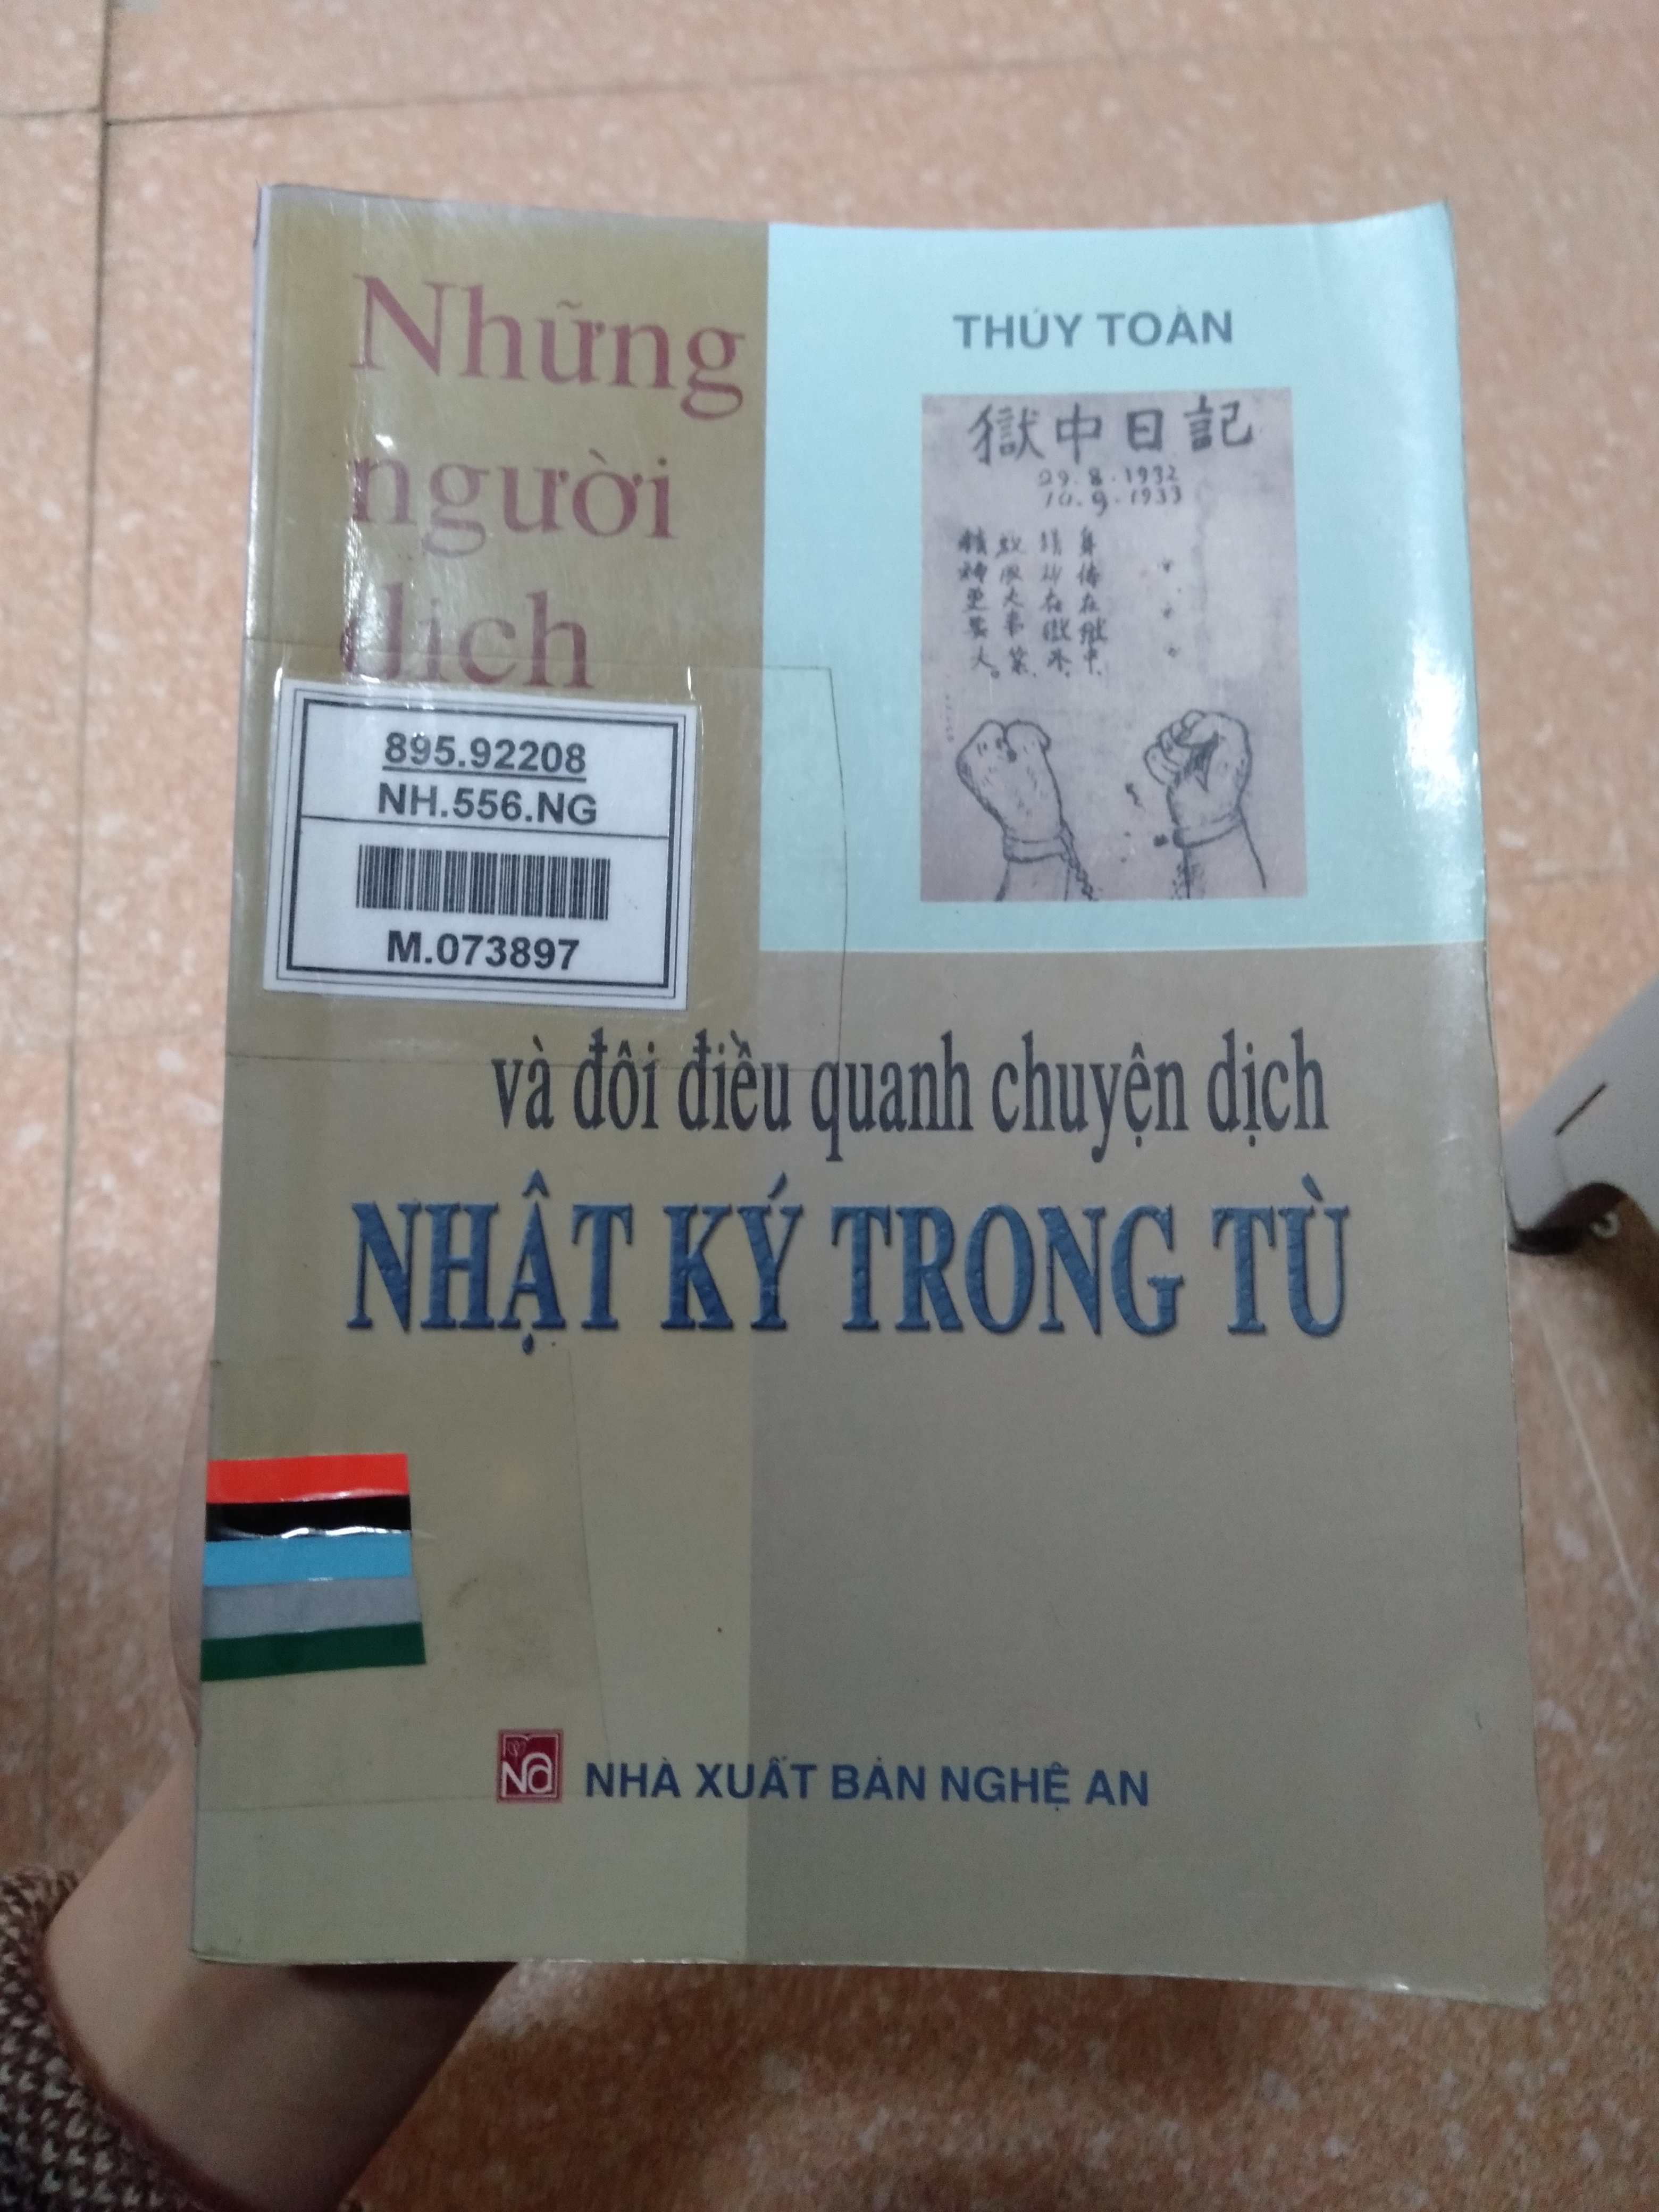 Những
người
dịch
THÚY TOÀN
獄中日記
29.8.1932
10.9.1933
身体在獄中
精神在獄外
欲成大事業
精神更要大。
895.92208
NH.556.NG
M.073897
và đôi điều quanh chuyện dịch
NHẬT KÝ TRONG TÙ
NA
NHÀ XUẤT BẢN NGHỆ AN